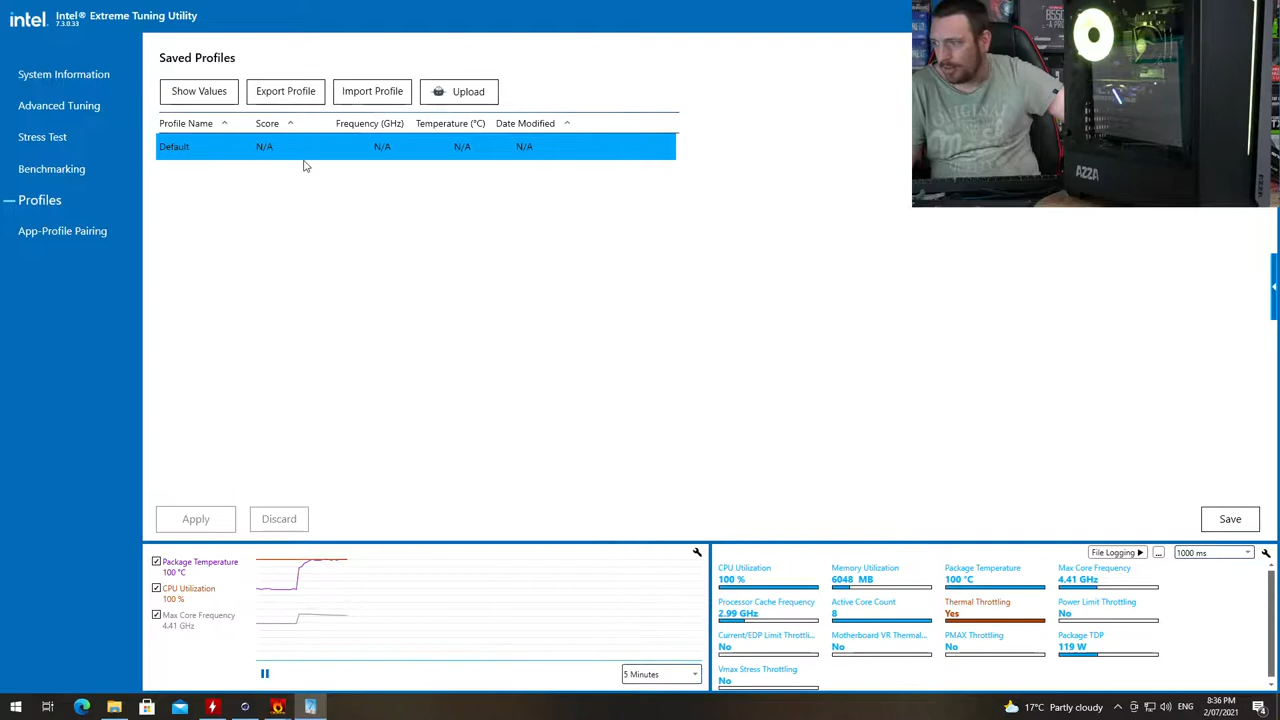 intel. Intel® Extreme Tuning Utility
7.3.0.33
System Information
Advanced Tuning
Stress Test
Benchmarking
Profiles
App-Profile Pairing
Saved Profiles
Show Values Export Profile Import Profile Upload
Profile Name Score Frequency (GHz) Temperature (°C) Date Modified
Default N/A N/A N/A N/A
AZZA
Apply Discard Save
Package Temperature
100 °C
CPU Utilization
100 %
Max Core Frequency
4.41 GHz
5 Minutes
File Logging ... 1000 ms
CPU Utilization Memory Utilization Package Temperature Max Core Frequency
100 % 6048 MB 100 °C 4.41 GHz
Processor Cache Frequency Active Core Count Thermal Throttling Power Limit Throttling
2.99 GHz 8 Yes No
Current/EDP Limit Throttli... Motherboard VR Thermal... PMAX Throttling Package TDP
No No No 119 W
Vmax Stress Throttling
No
17°C Partly cloudy ENG 8:36 PM
2/07/2021